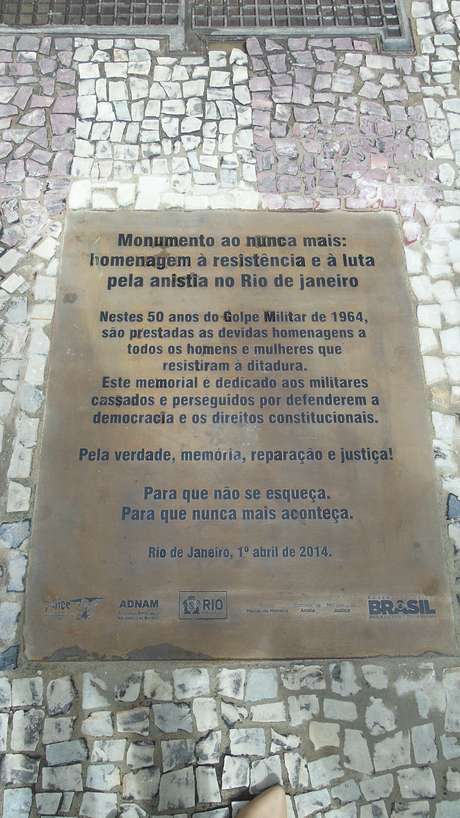 Monumento ao nunca mais:
homenagem à resistência e à luta
pela anistia no Rio de janeiro
Nestes 50 anos do Golpe Militar de 1964,
são prestadas as devidas homenagens a
todos os homens e mulheres que
resistiram à ditadura.
Este memorial é dedicado aos militares
cassados e perseguidos por defenderem a
democracia e os direitos constitucionais.
Pela verdade, memória, reparação e justiça!
Para que não se esqueça.
Para que nunca mais aconteça.
Rio de Janeiro, 1º abril de 2014.
ADNAM
RIO
BRASIL